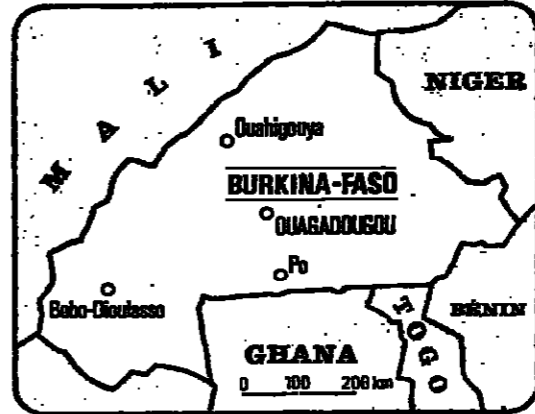 MALI
NIGER
Ouahigouya
BURKINA-FASO
OUAGADOUGOU
Po
Bobo-Dioulasso
TOGO
BÉNIN
GHANA
0 100 200 km